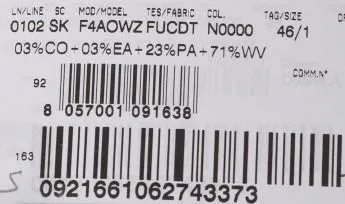 LN/LINE SC MOD/MODEL TES/FABRIC COL. TAG/SIZE
0102 SK F4AOWZ FUCDT N0000 46/1
03%CO+03%EA+23%PA+71%WV
COMM.N°
92
8 057001 091638
163
0921661062743373